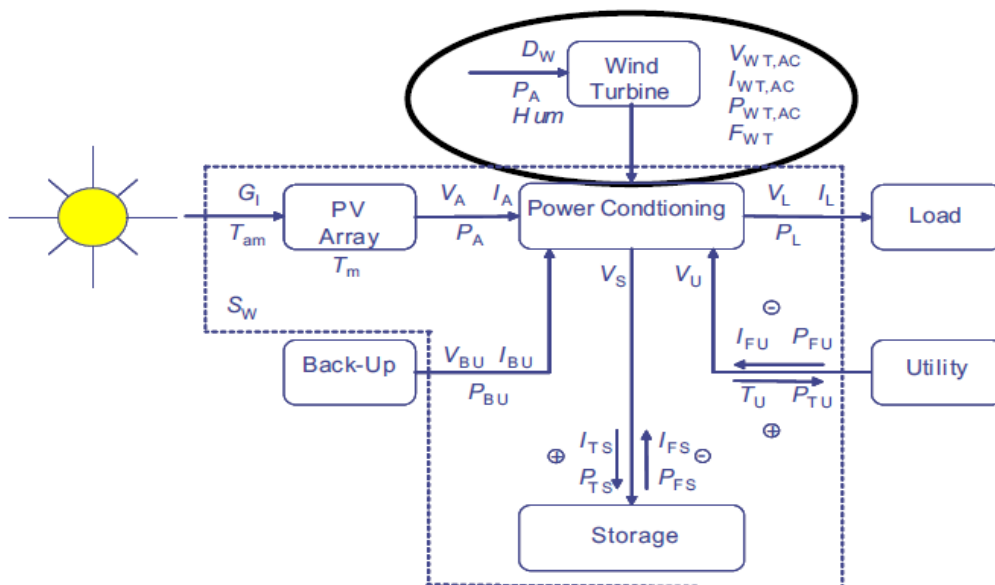 D_W
P_A
Hum
Wind
Turbine
V_WT,AC
I_WT,AC
P_WT,AC
F_WT
G_I
T_am
PV
Array
T_m
V_A I_A
P_A
Power Condtioning
V_L I_L
P_L
Load
S_W
V_S
V_U
Back-Up
V_BU I_BU
P_BU
⊖
I_FU P_FU
T_U P_TU
⊕
Utility
⊕
I_TS
P_TS
I_FS
P_FS
⊖
Storage